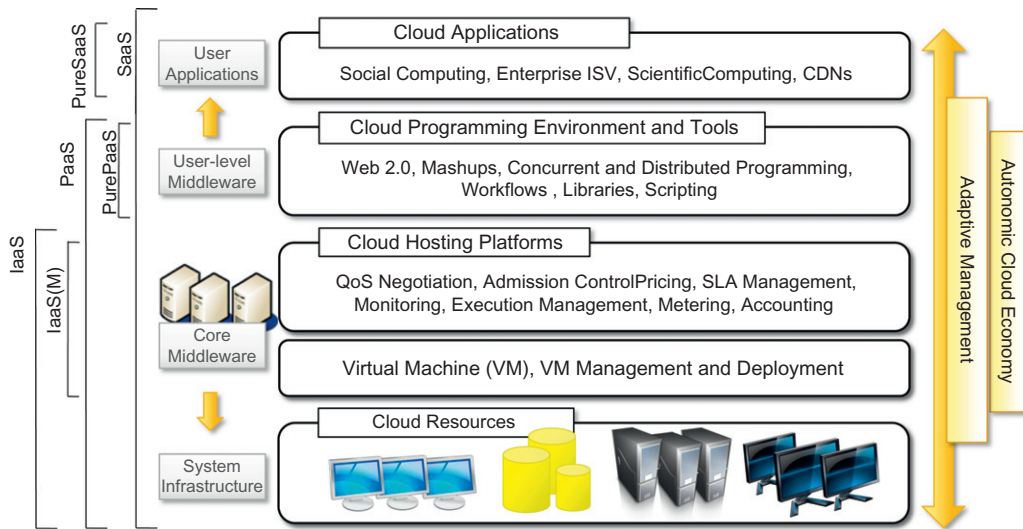 PureSaaS
SaaS
User
Applications
Cloud Applications
Social Computing, Enterprise ISV, ScientificComputing, CDNs
PaaS
PurePaaS
User-level
Middleware
Cloud Programming Environment and Tools
Web 2.0, Mashups, Concurrent and Distributed Programming,
Workflows , Libraries, Scripting
IaaS
IaaS(M)
Core
Middleware
Cloud Hosting Platforms
QoS Negotiation, Admission ControlPricing, SLA Management,
Monitoring, Execution Management, Metering, Accounting
Virtual Machine (VM), VM Management and Deployment
System
Infrastructure
Cloud Resources
Adaptive Management
Autonomic Cloud Economy